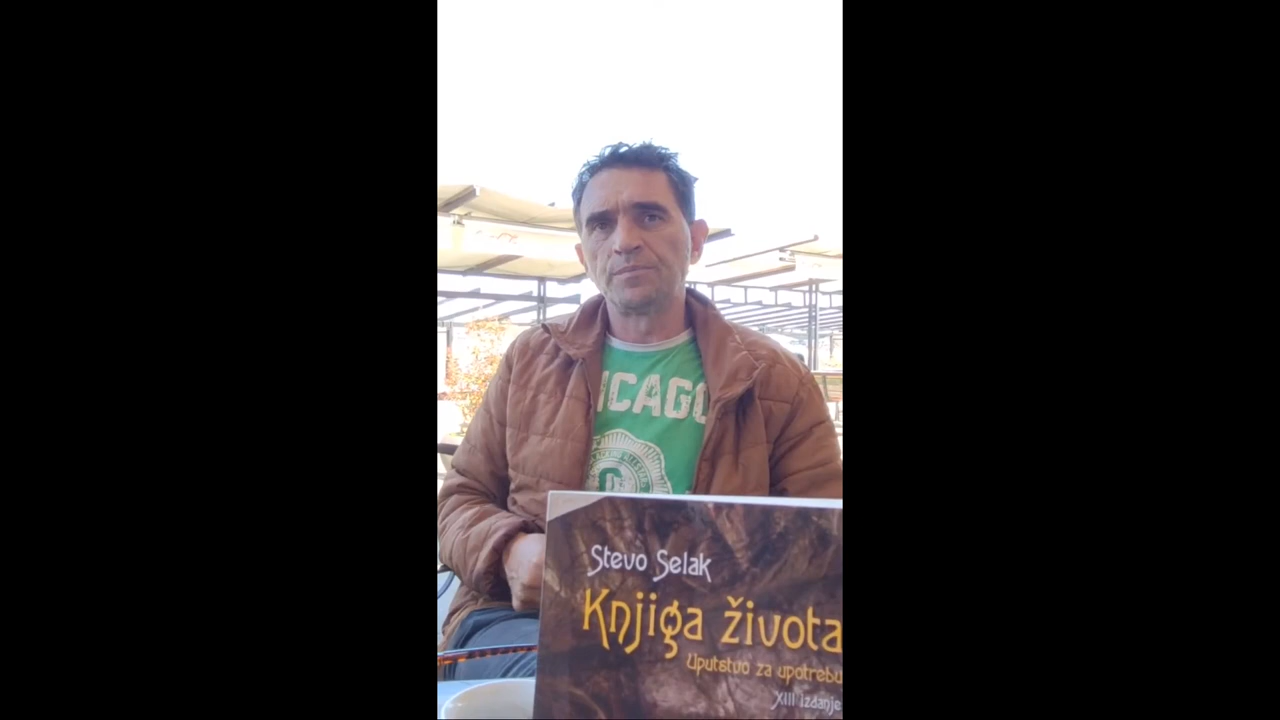 ICAGO
Stevo Selak
Knjiga života
Uputstvo za upotrebu
XIII izdanje